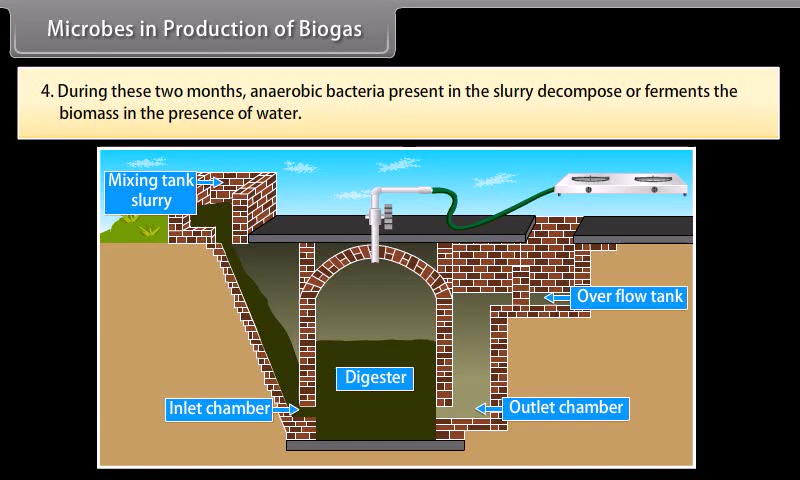 Microbes in Production of Biogas
4. During these two months, anaerobic bacteria present in the slurry decompose or ferments the
biomass in the presence of water.
Mixing tank
slurry
Over flow tank
Digester
Inlet chamber
Outlet chamber